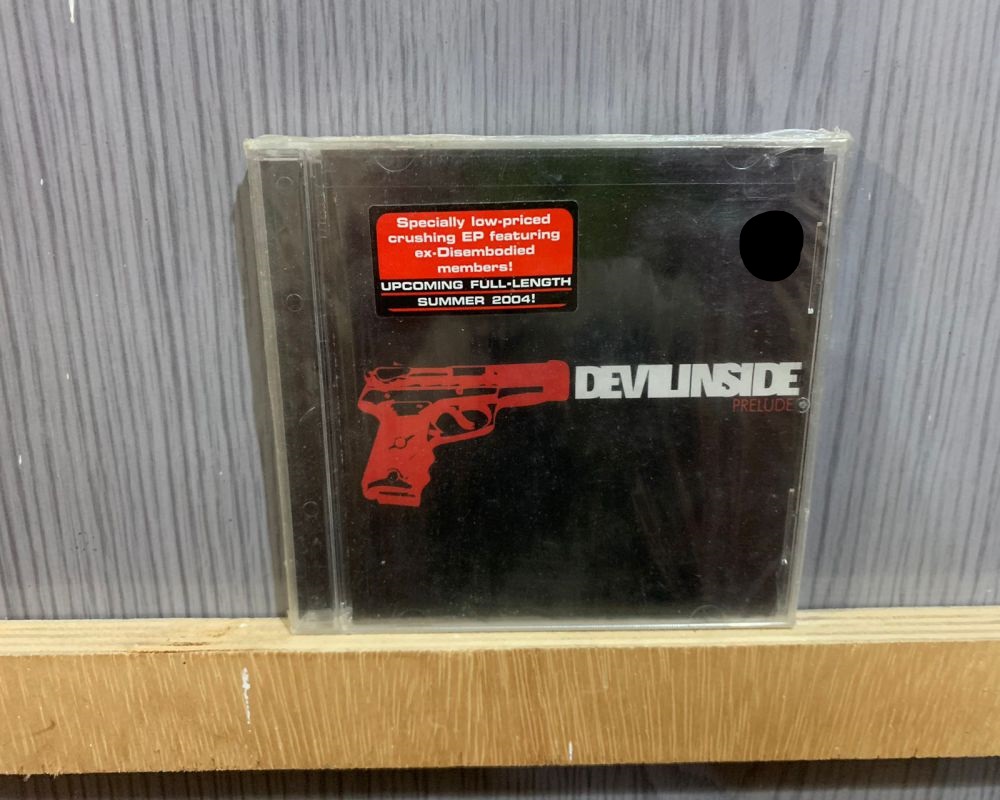 Specially low-priced
crushing EP featuring
ex-Disembodied
members!
UPCOMING FULL-LENGTH
SUMMER 2004!
DEVILINSIDE
PRELUDE